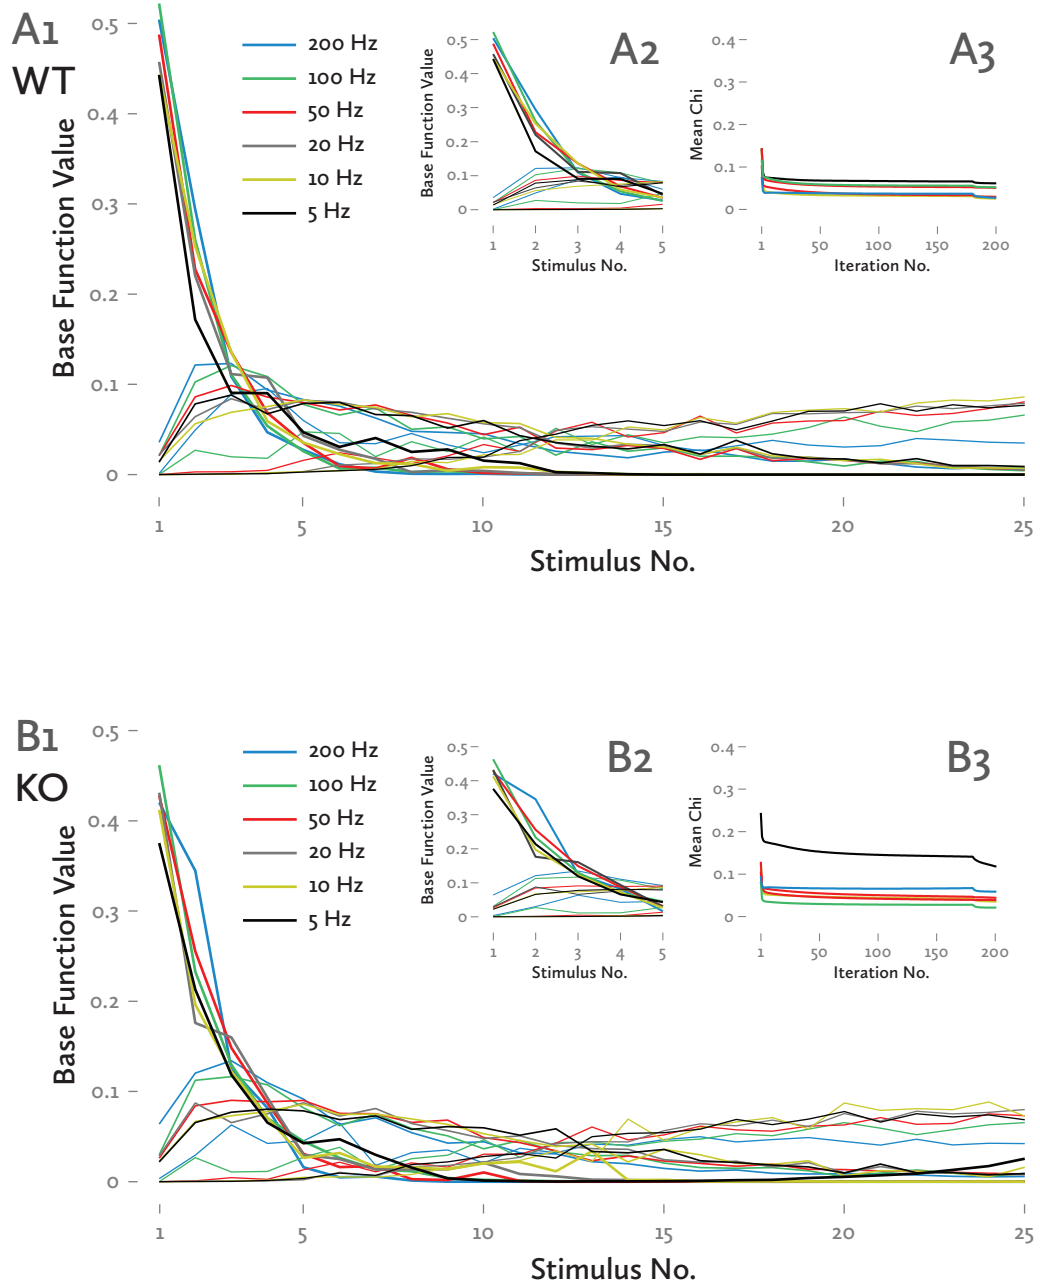 A1
WT
Base Function Value
0.5
0.4
0.3
0.2
0.1
0
1
5
10
15
20
25
Stimulus No.
200 Hz
100 Hz
50 Hz
20 Hz
10 Hz
5 Hz
A2
Base Function Value
0.5
0.4
0.3
0.2
0.1
0
1
2
3
4
5
Stimulus No.
A3
Mean Chi
0.4
0.3
0.2
0.1
0
1
50
100
150
200
Iteration No.
B1
KO
Base Function Value
0.5
0.4
0.3
0.2
0.1
0
1
5
10
15
20
25
Stimulus No.
200 Hz
100 Hz
50 Hz
20 Hz
10 Hz
5 Hz
B2
Base Function Value
0.5
0.4
0.3
0.2
0.1
0
1
2
3
4
5
Stimulus No.
B3
Mean Chi
0.4
0.3
0.2
0.1
0
1
50
100
150
200
Iteration No.